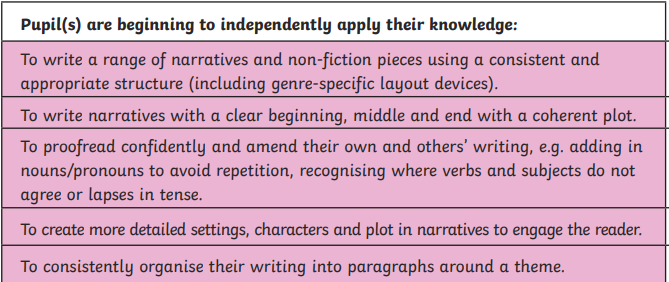 Pupil(s) are beginning to independently apply their knowledge:
To write a range of narratives and non-fiction pieces using a consistent and
appropriate structure (including genre-specific layout devices).
To write narratives with a clear beginning, middle and end with a coherent plot.
To proofread confidently and amend their own and others’ writing, e.g. adding in
nouns/pronouns to avoid repetition, recognising where verbs and subjects do not
agree or lapses in tense.
To create more detailed settings, characters and plot in narratives to engage the reader.
To consistently organise their writing into paragraphs around a theme.